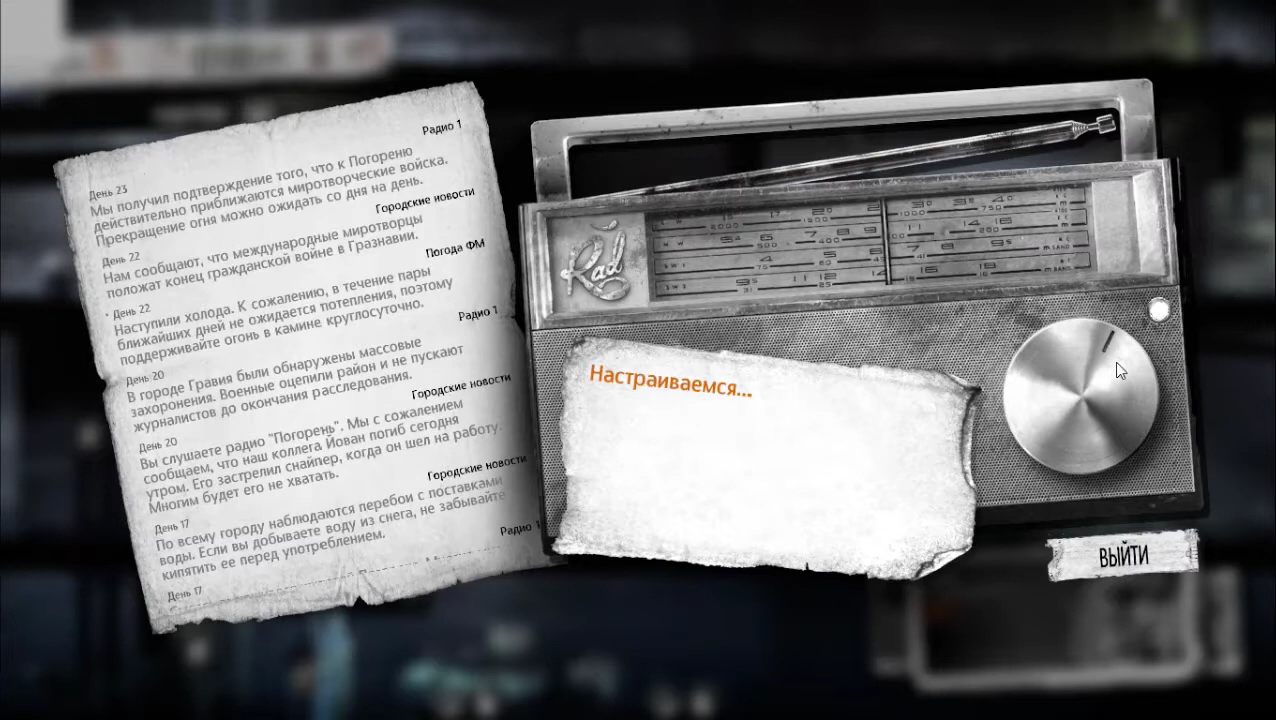 Радио 1
День 23
Мы получил подтверждение того, что к Погореню
действительно приближаются миротворческие войска.
Прекращение огня можно ожидать со дня на день.
Городские новости
День 22
Нам сообщают, что международные миротворцы
положат конец гражданской войне в Гразнавии.
Погода ФМ
День 22
Наступили холода. К сожалению, в течение пары
ближайших дней не ожидается потепления, поэтому
поддерживайте огонь в камине круглосуточно.
Радио 1
День 20
В городе Гравия были обнаружены массовые
захоронения. Военные оцепили район и не пускают
журналистов до окончания расследования.
Городские новости
День 20
Вы слушаете радио "Погорень". Мы с сожалением
сообщаем, что наш коллега Йован погиб сегодня
утром. Его застрелил снайпер, когда он шел на работу.
Многим будет его не хватать.
Городские новости
День 17
По всему городу наблюдаются перебои с поставками
воды. Если вы добываете воду из снега, не забывайте
кипятить ее перед употреблением.
Радио 1
День 17
Rad
Настраиваемся...
ВЫЙТИ